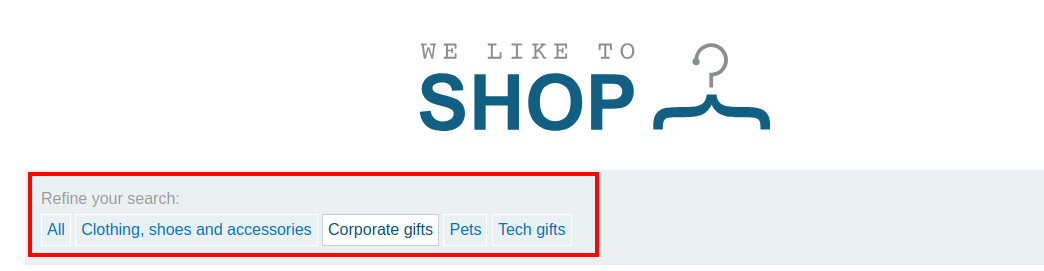 WE LIKE TO
SHOP
Refine your search:
All Clothing, shoes and accessories Corporate gifts Pets Tech gifts